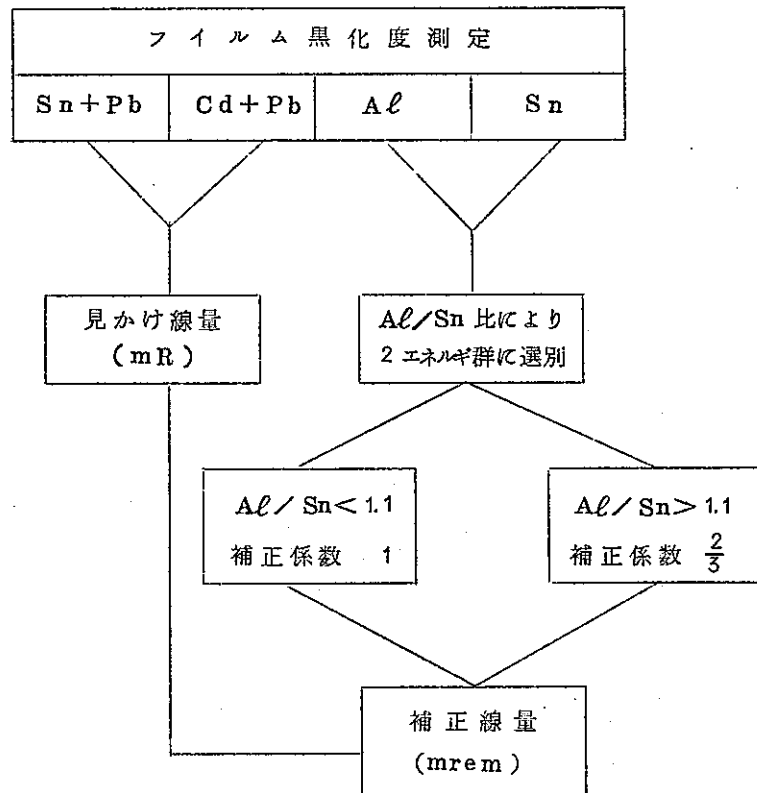 フイルム黒化度測定
Sn+Pb Cd+Pb Aℓ Sn
見かけ線量
(mR)
Aℓ/Sn 比により
2 エネルギ群に選別
Aℓ/Sn<1.1
補正係数 1
Aℓ/Sn>1.1
補正係数 2/3
補正線量
(mrem)